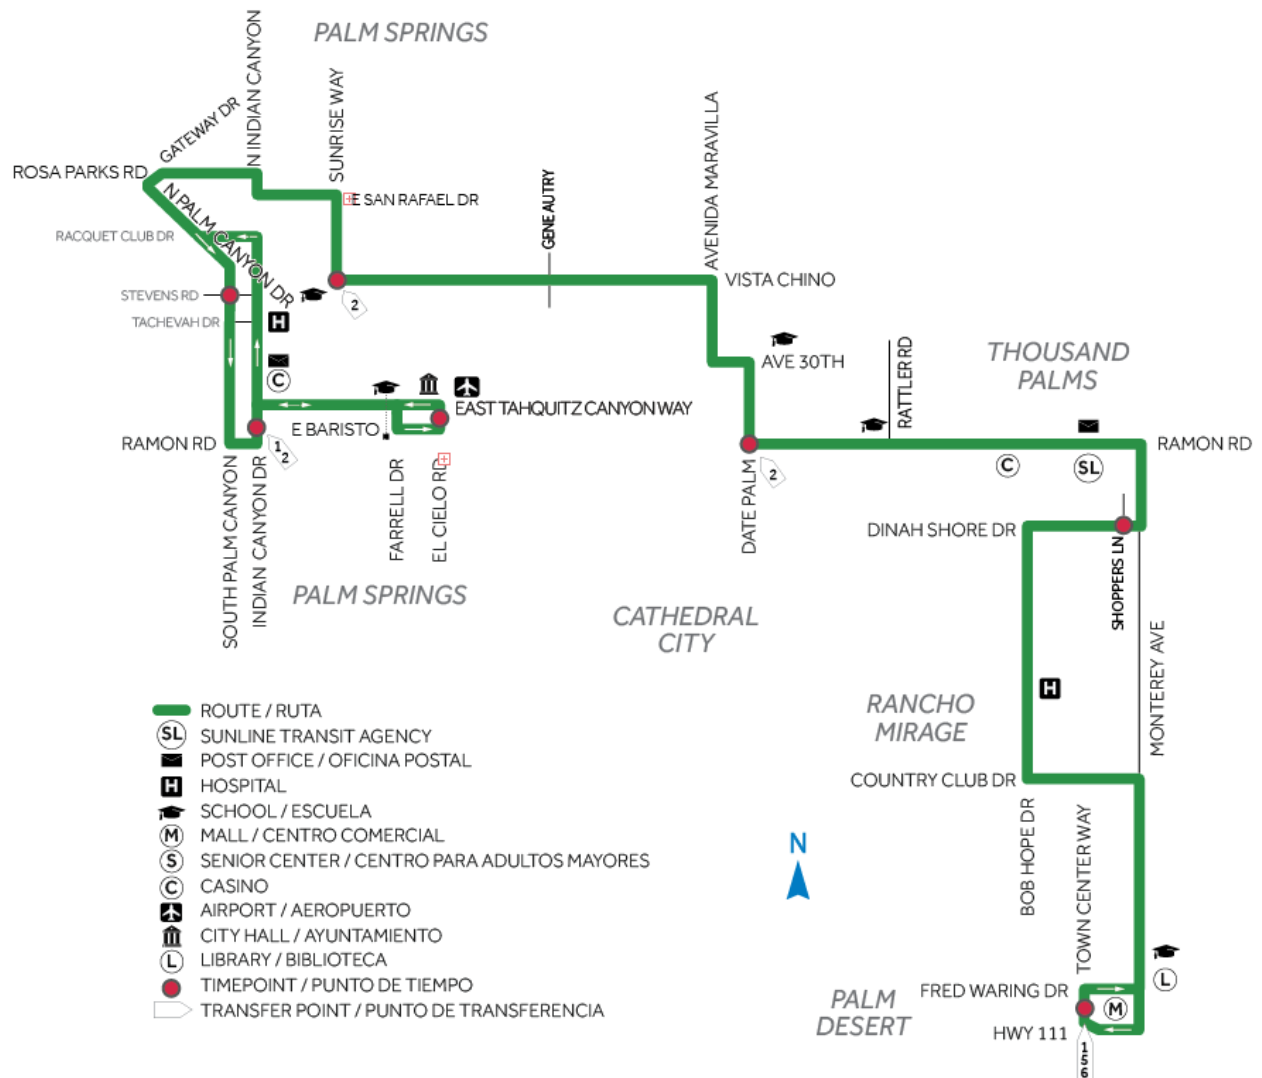 PALM SPRINGS
N INDIAN CANYON
SUNRISE WAY
GATEWAY DR
ROSA PARKS RD
N PALM CANYON DR
E SAN RAFAEL DR
RACQUET CLUB DR
GENE AUTRY
AVENIDA MARAVILLA
VISTA CHINO
STEVENS RD
2
TACHEVAH DR
H
C
AVE 30TH
RATTLER RD
THOUSAND
PALMS
EAST TAHQUITZ CANYON WAY
E BARISTO
RAMON RD
1
2
2
C
SL
RAMON RD
SOUTH PALM CANYON
INDIAN CANYON DR
FARRELL DR
EL CIELO RD
DATE PALM
DINAH SHORE DR
SHOPPERS LN
PALM SPRINGS
CATHEDRAL
CITY
MONTEREY AVE
H
RANCHO
MIRAGE
COUNTRY CLUB DR
BOB HOPE DR
TOWN CENTER WAY
N
L
FRED WARING DR
M
PALM
DESERT
HWY 111
1
5
6
ROUTE / RUTA
SL SUNLINE TRANSIT AGENCY
POST OFFICE / OFICINA POSTAL
H HOSPITAL
SCHOOL / ESCUELA
M MALL / CENTRO COMERCIAL
S SENIOR CENTER / CENTRO PARA ADULTOS MAYORES
C CASINO
AIRPORT / AEROPUERTO
CITY HALL / AYUNTAMIENTO
L LIBRARY / BIBLIOTECA
TIMEPOINT / PUNTO DE TIEMPO
TRANSFER POINT / PUNTO DE TRANSFERENCIA